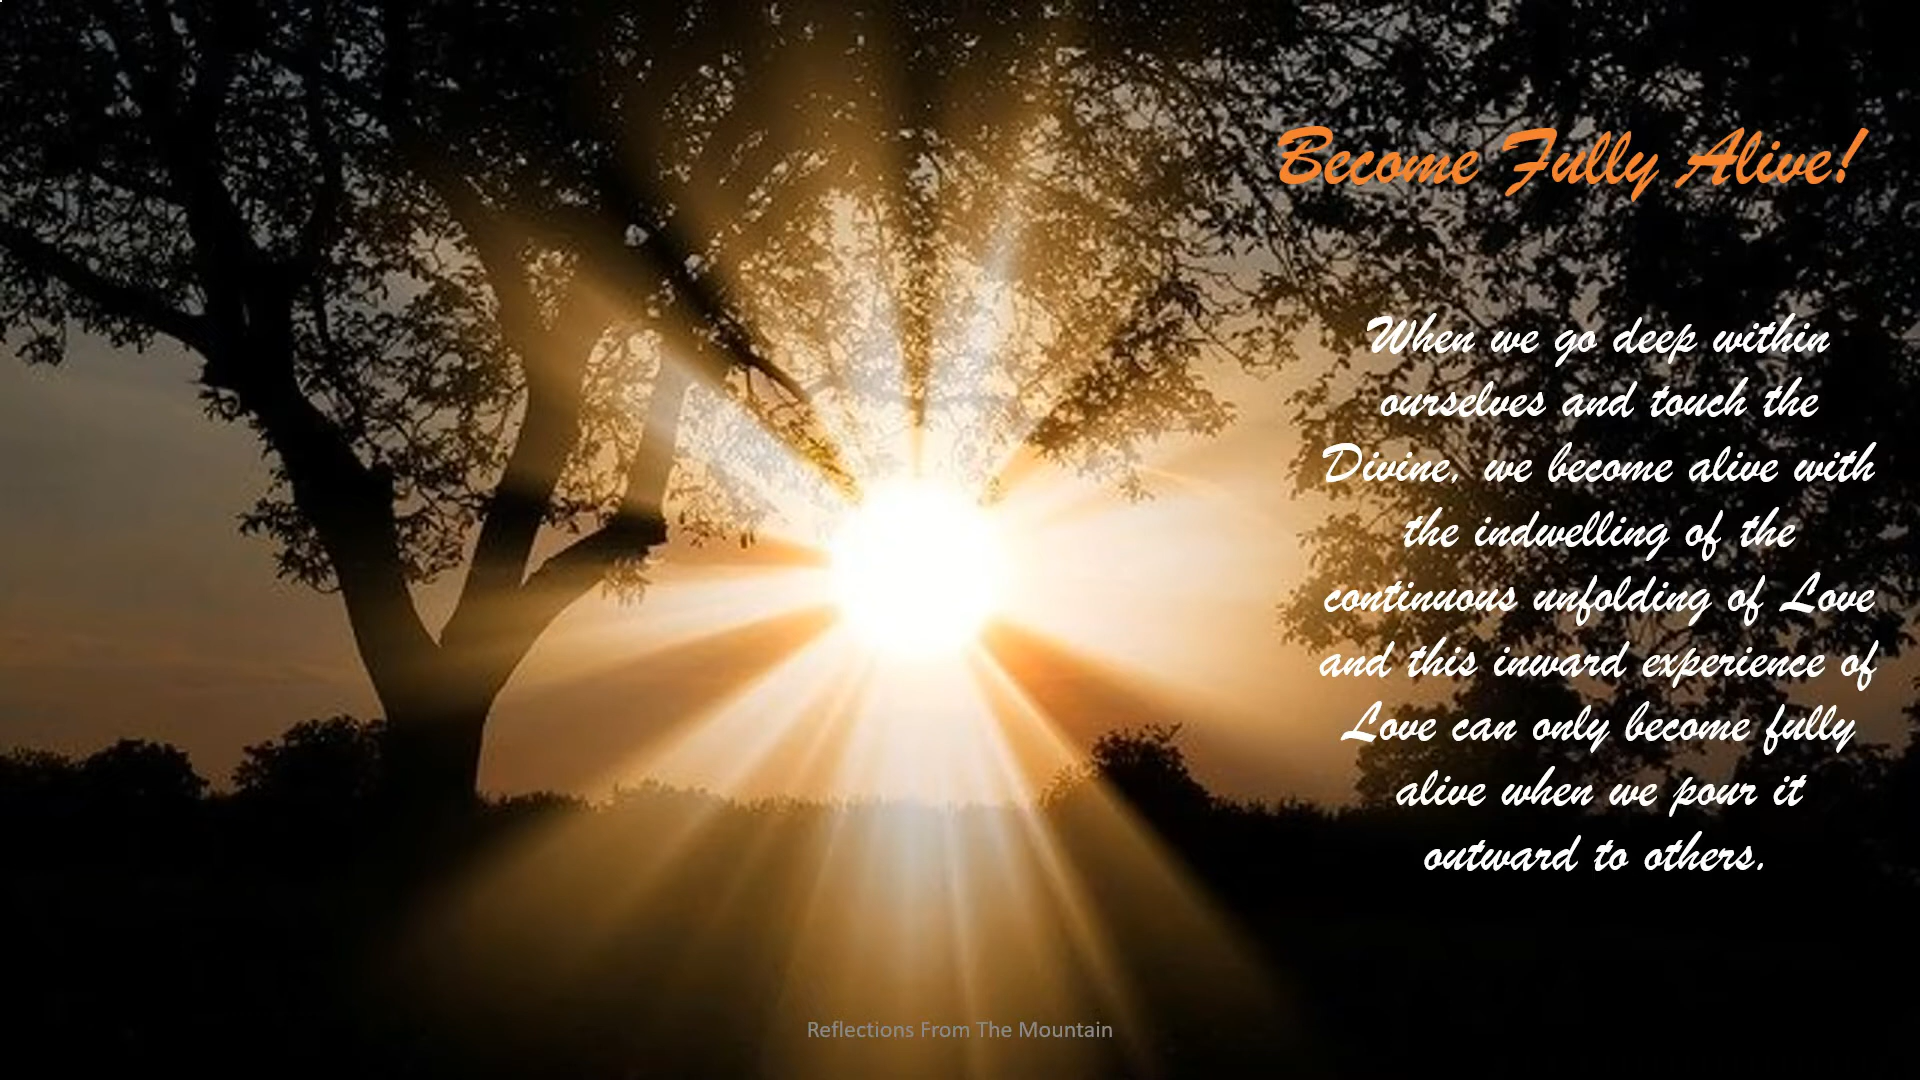 Become Fully Alive!
When we go deep within
ourselves and touch the
Divine, we become alive with
the indwelling of the
continuous unfolding of Love
and this inward experience of
Love can only become fully
alive when we pour it
outward to others.
Reflections From The Mountain